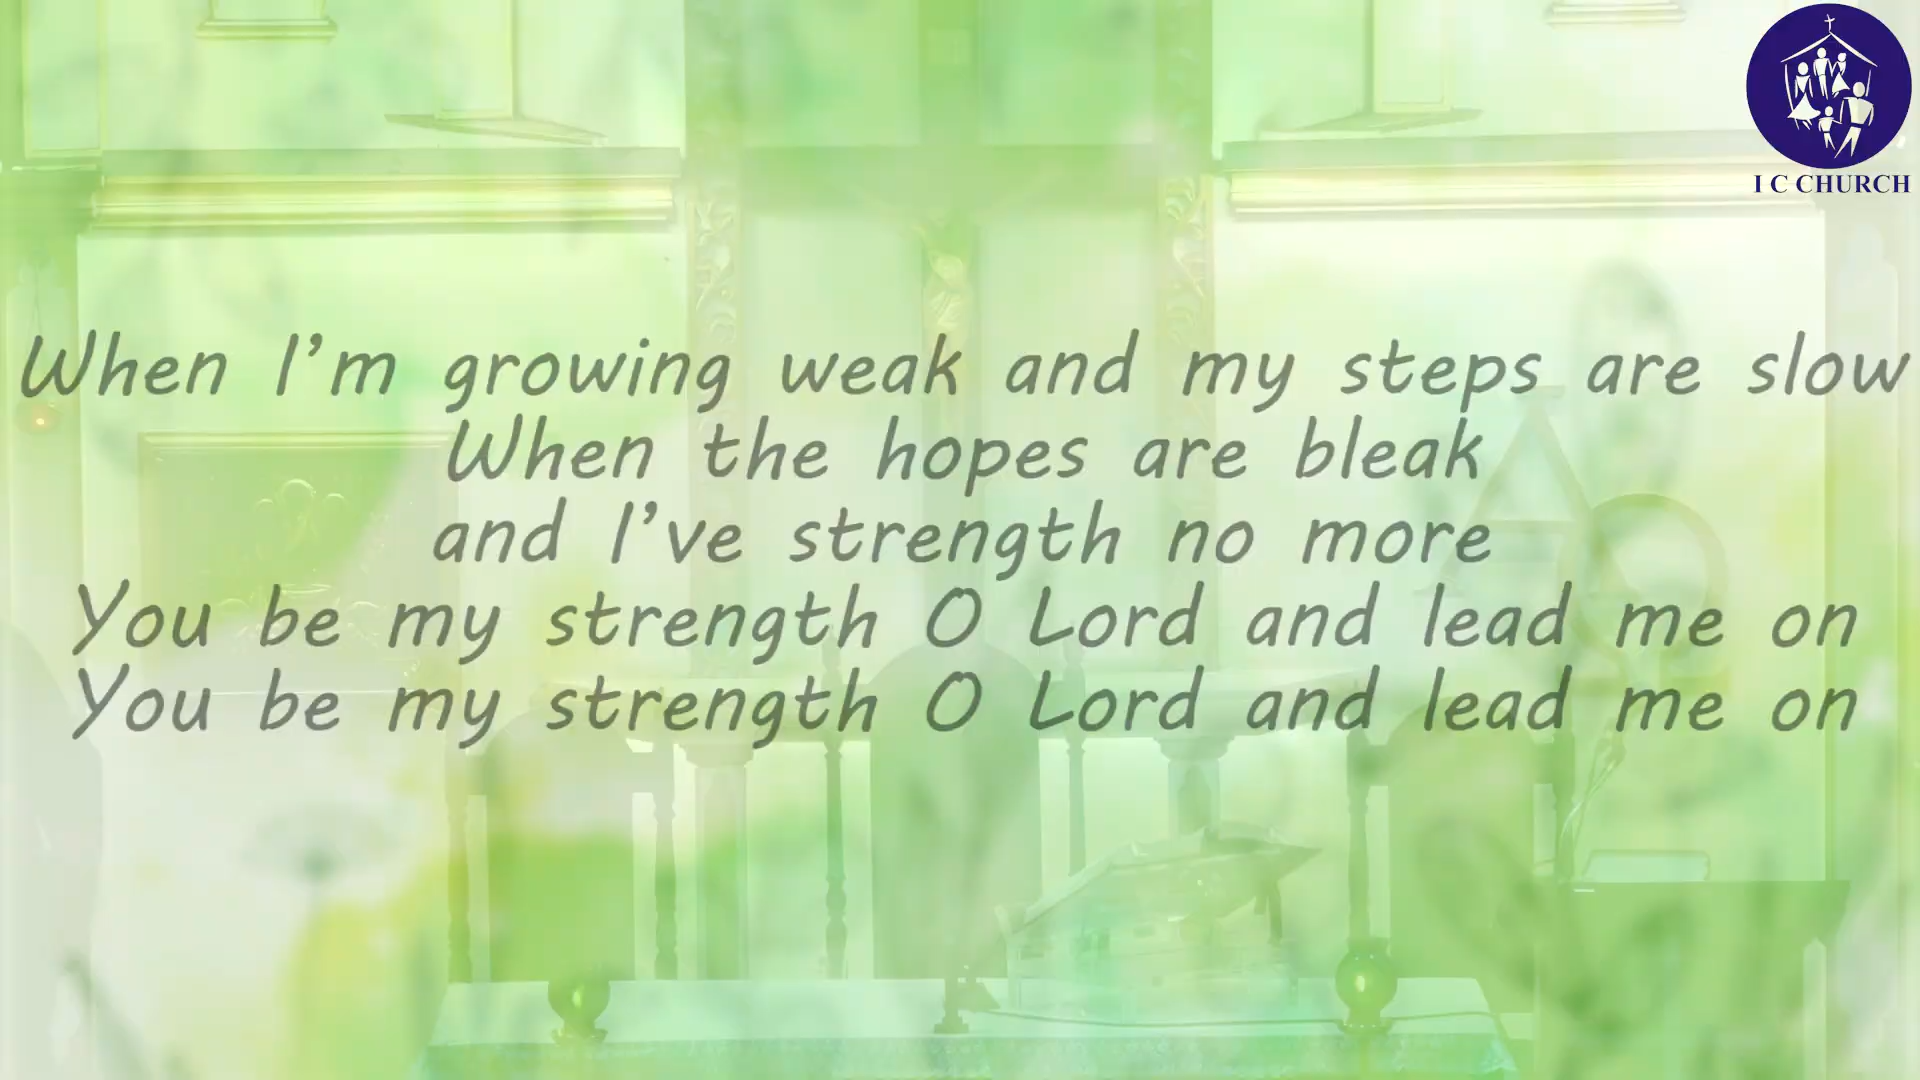 I C CHURCH
When I’m growing weak and my steps are slow
When the hopes are bleak
and I’ve strength no more
You be my strength O Lord and lead me on
You be my strength O Lord and lead me on